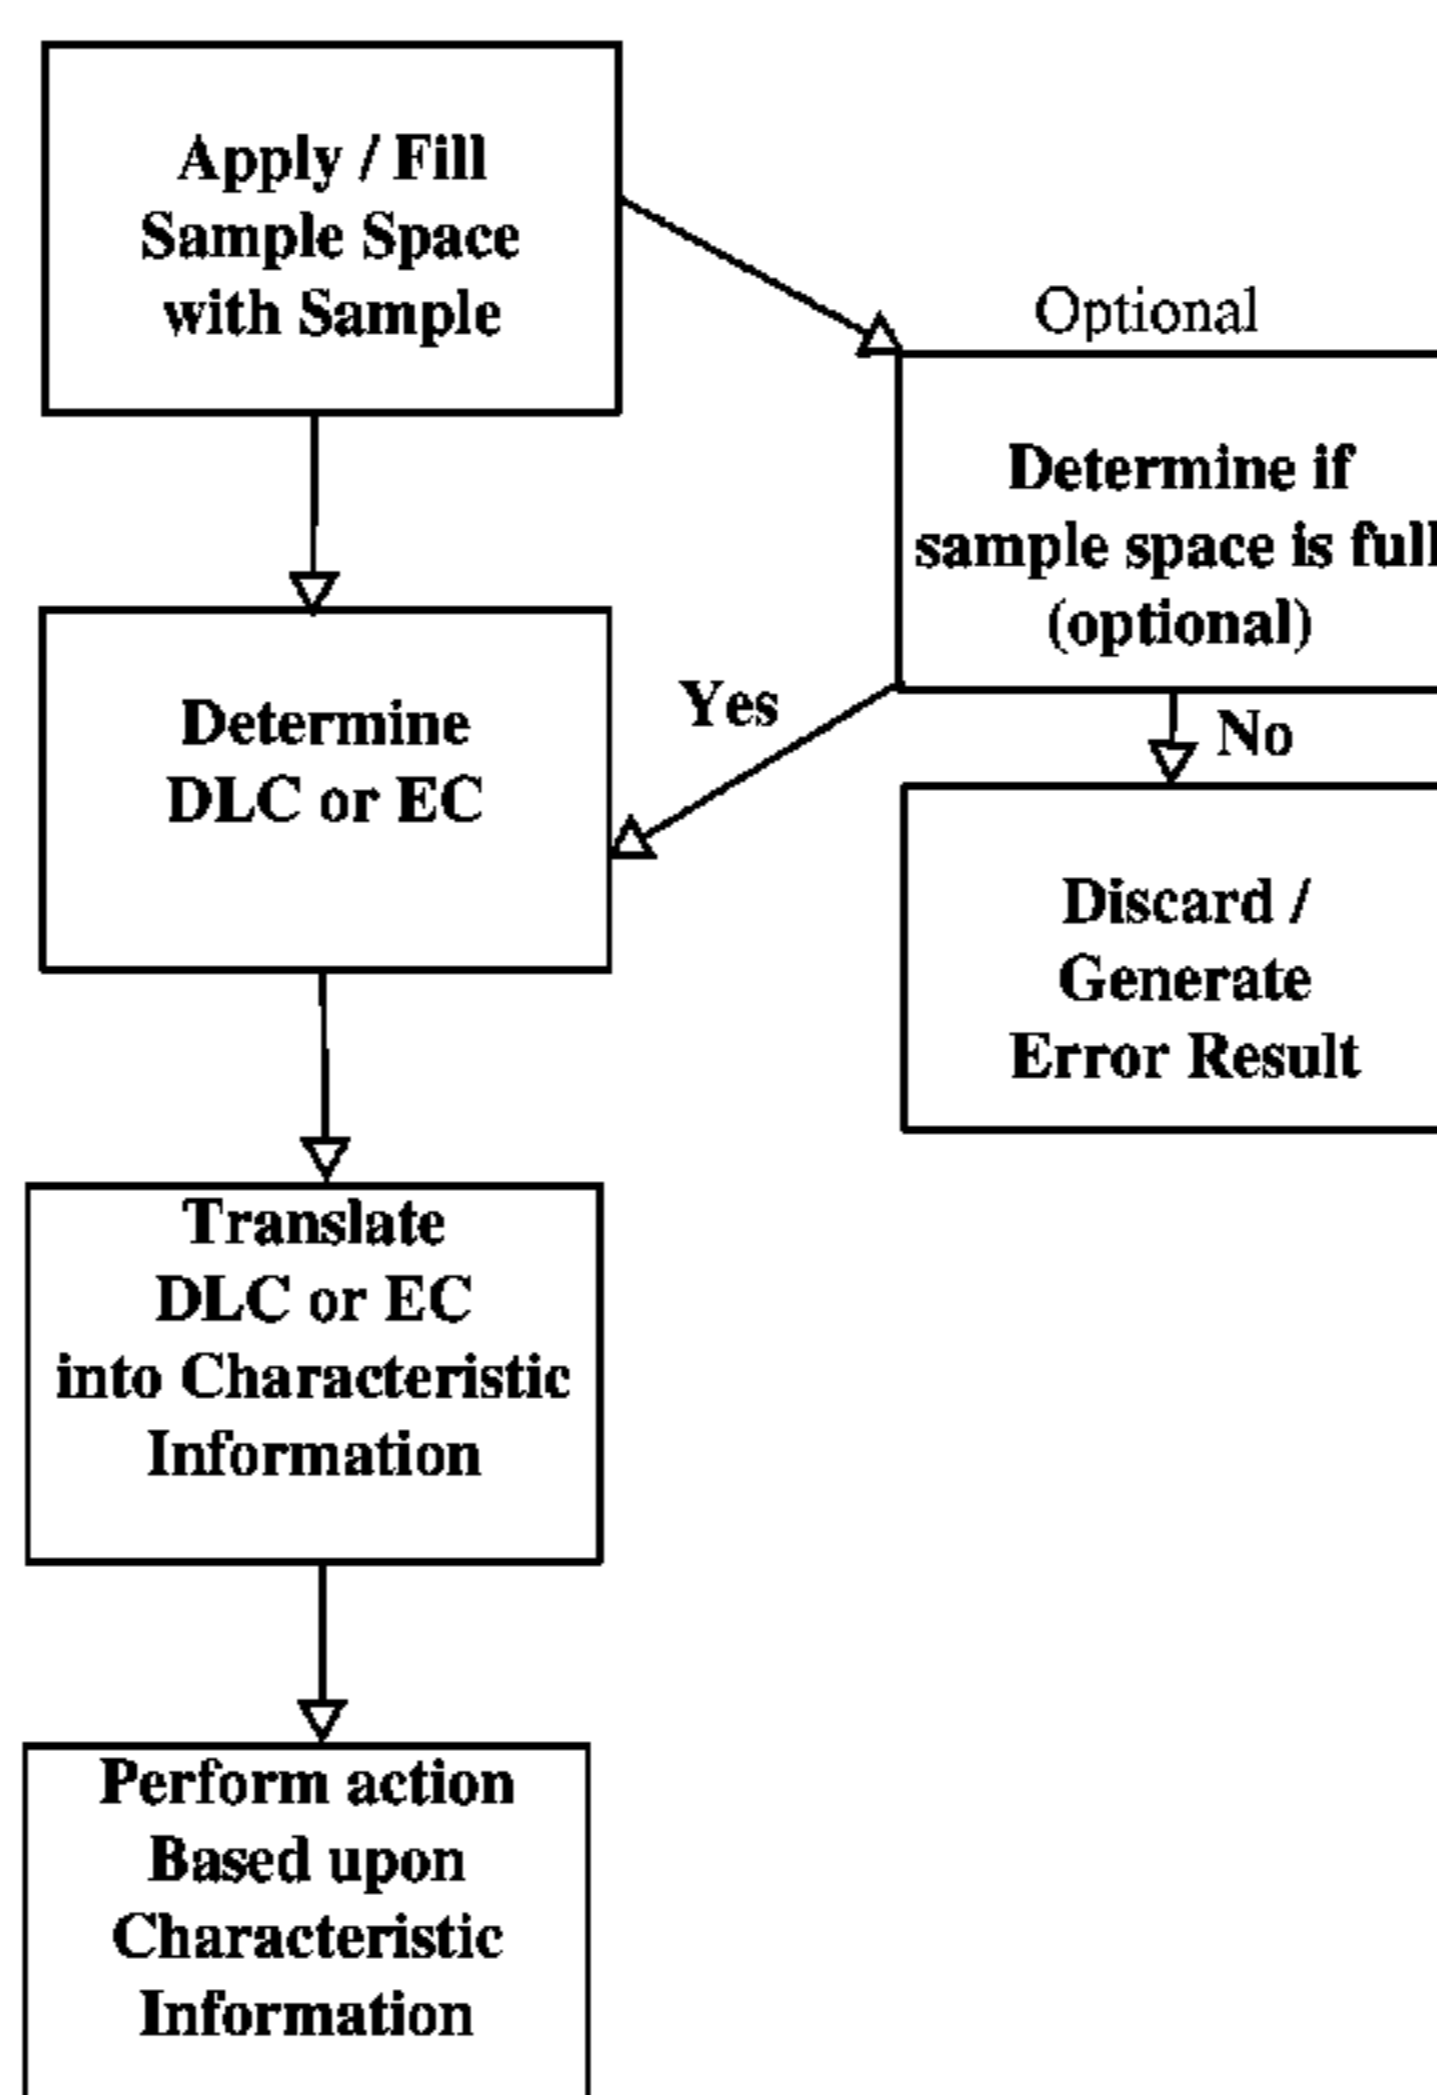 Apply / Fill
Sample Space
with Sample
Optional
Determine if
sample space is full
(optional)
Yes
No
Determine
DLC or EC
Discard /
Generate
Error Result
Translate
DLC or EC
into Characteristic
Information
Perform action
Based upon
Characteristic
Information